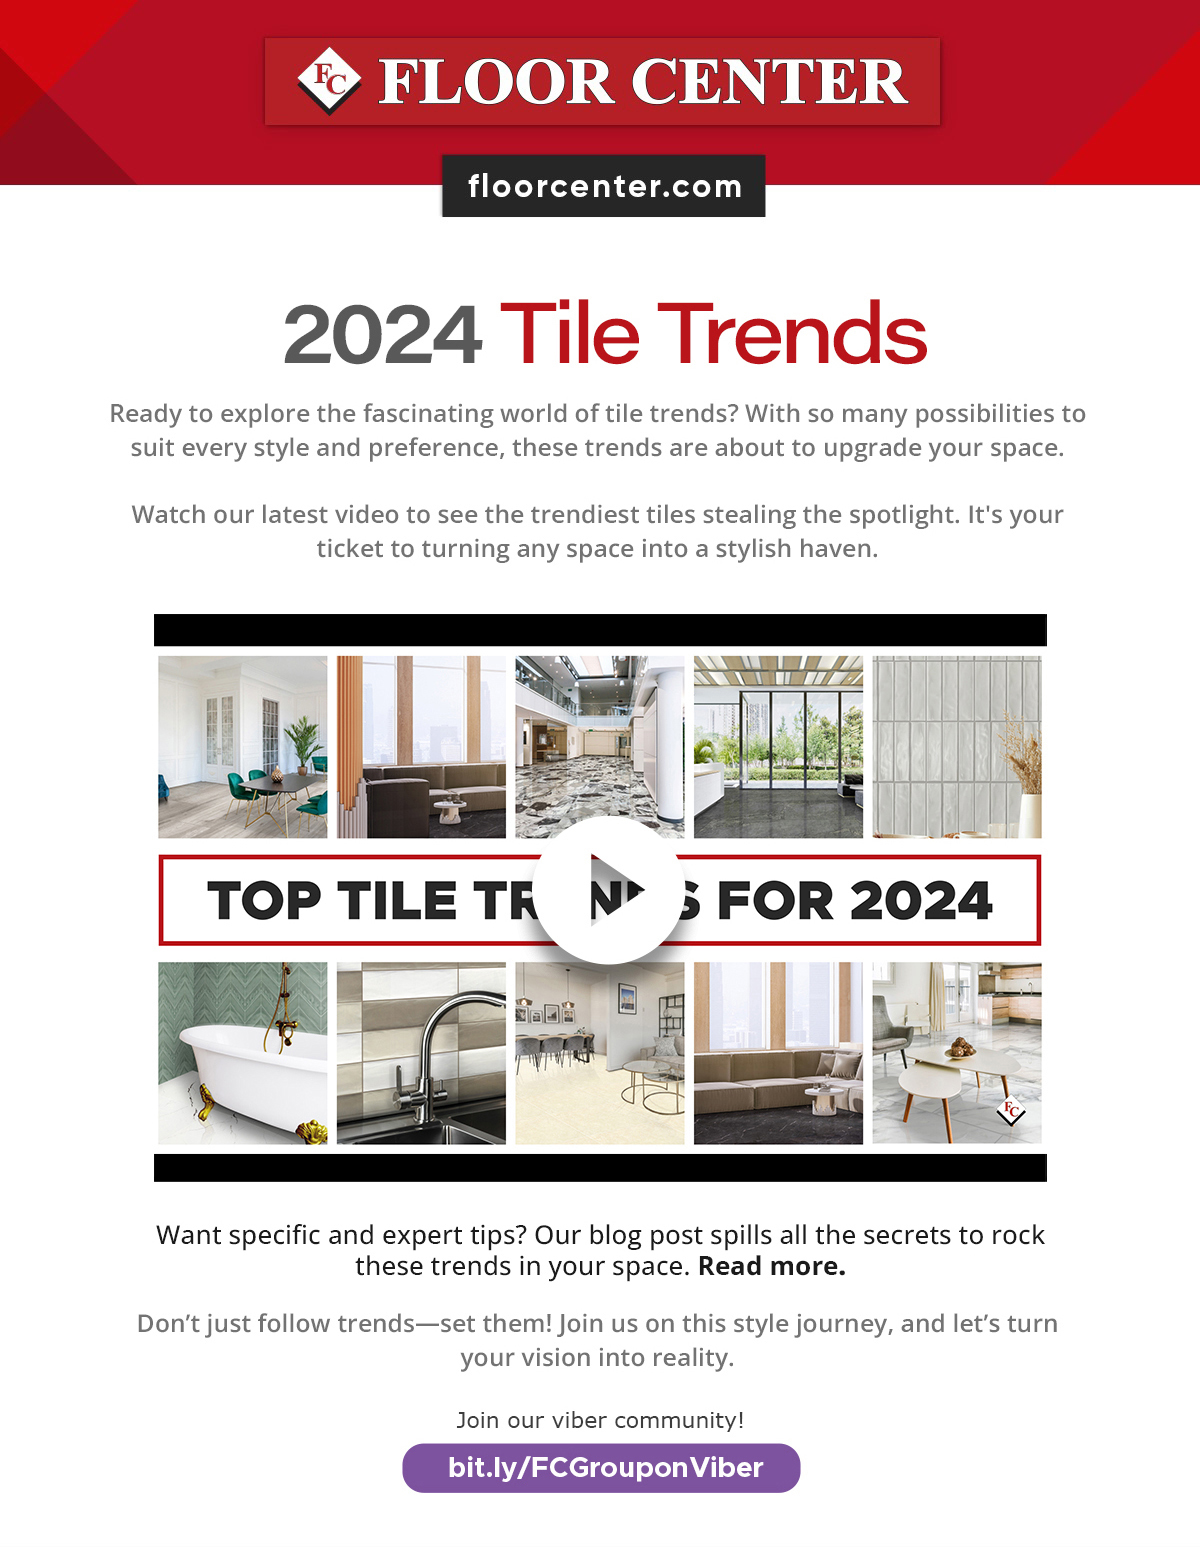 FC FLOOR CENTER
floorcenter.com
2024 Tile Trends
Ready to explore the fascinating world of tile trends? With so many possibilities to
suit every style and preference, these trends are about to upgrade your space.
Watch our latest video to see the trendiest tiles stealing the spotlight. It's your
ticket to turning any space into a stylish haven.
TOP TILE TRENDS FOR 2024
FC
Want specific and expert tips? Our blog post spills all the secrets to rock
these trends in your space. Read more.
Don’t just follow trends—set them! Join us on this style journey, and let’s turn
your vision into reality.
Join our viber community!
bit.ly/FCGrouponViber